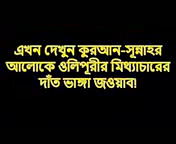 এখন দেখুন কুরআন-সুন্নাহর
আলোকে ওলিপুরীর মিথ্যাচারের
দাঁত ভাঙ্গা জওয়াব!